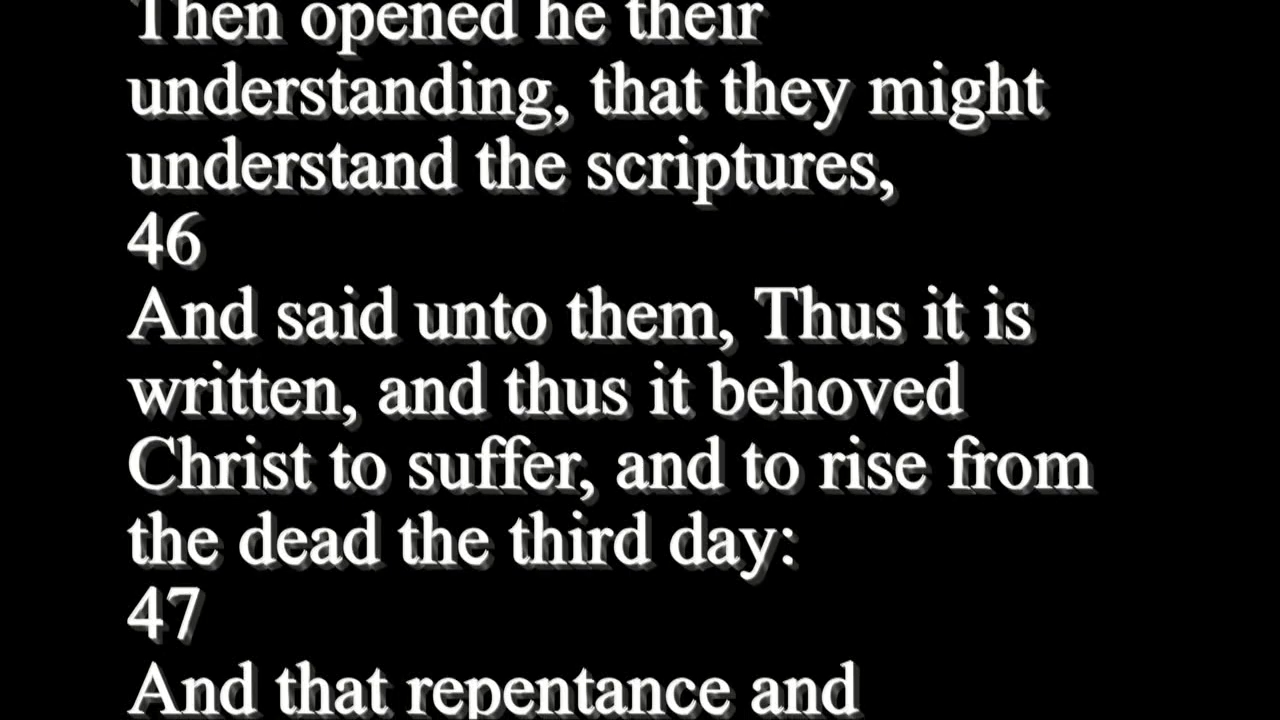 Then opened he their
understanding, that they might
understand the scriptures,
46
And said unto them, Thus it is
written, and thus it behoved
Christ to suffer, and to rise from
the dead the third day:
47
And that repentance and